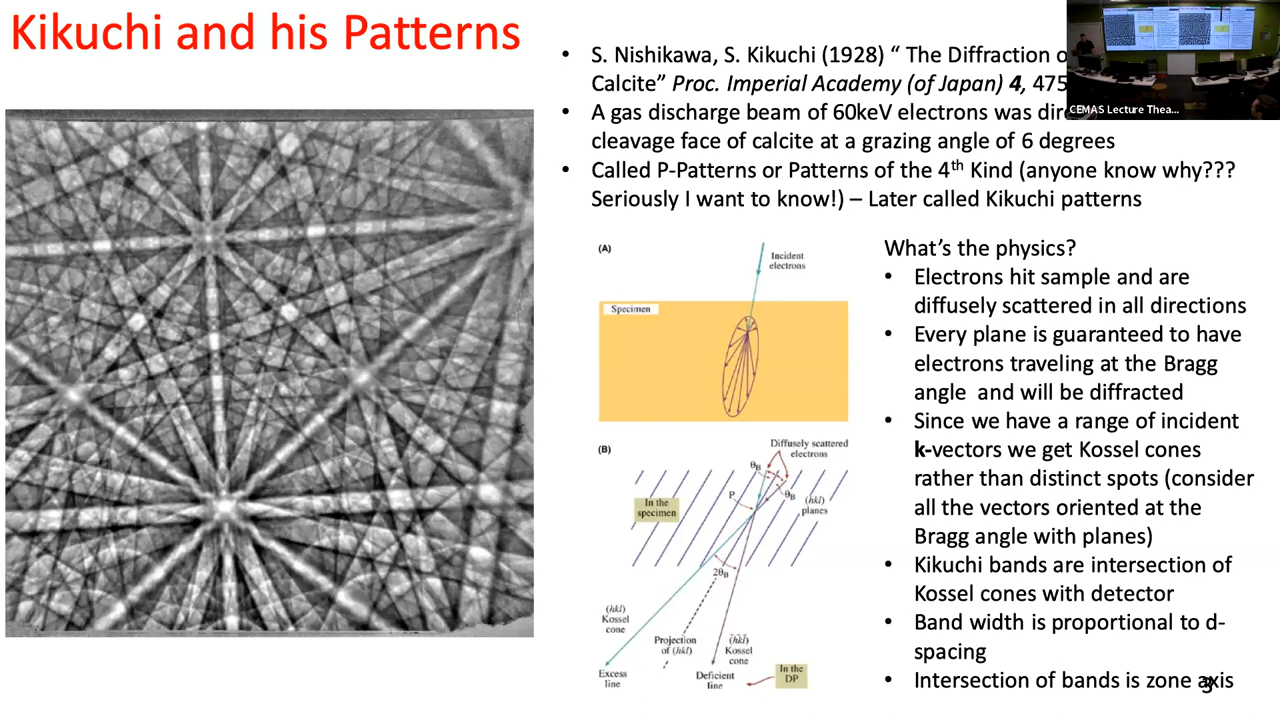 Kikuchi and his Patterns
• S. Nishikawa, S. Kikuchi (1928) “ The Diffraction o
Calcite” Proc. Imperial Academy (of Japan) 4, 475
• A gas discharge beam of 60keV electrons was dir
cleavage face of calcite at a grazing angle of 6 degrees
• Called P-Patterns or Patterns of the 4th Kind (anyone know why???
Seriously I want to know!) – Later called Kikuchi patterns
CEMAS Lecture Thea...
(A)
Incident
electrons
Specimen
(B)
Diffusely scattered
electrons
θB
θB
P
(hkl)
planes
In the
specimen
2θB
(hkl)
Kossel
cone
Projection
of (hkl)
(h̄k̄l̄)
Kossel
cone
Excess
line
Deficient
line
In the
DP
What’s the physics?
• Electrons hit sample and are
diffusely scattered in all directions
• Every plane is guaranteed to have
electrons traveling at the Bragg
angle and will be diffracted
• Since we have a range of incident
k-vectors we get Kossel cones
rather than distinct spots (consider
all the vectors oriented at the
Bragg angle with planes)
• Kikuchi bands are intersection of
Kossel cones with detector
• Band width is proportional to d-
spacing
• Intersection of bands is zone axis
3